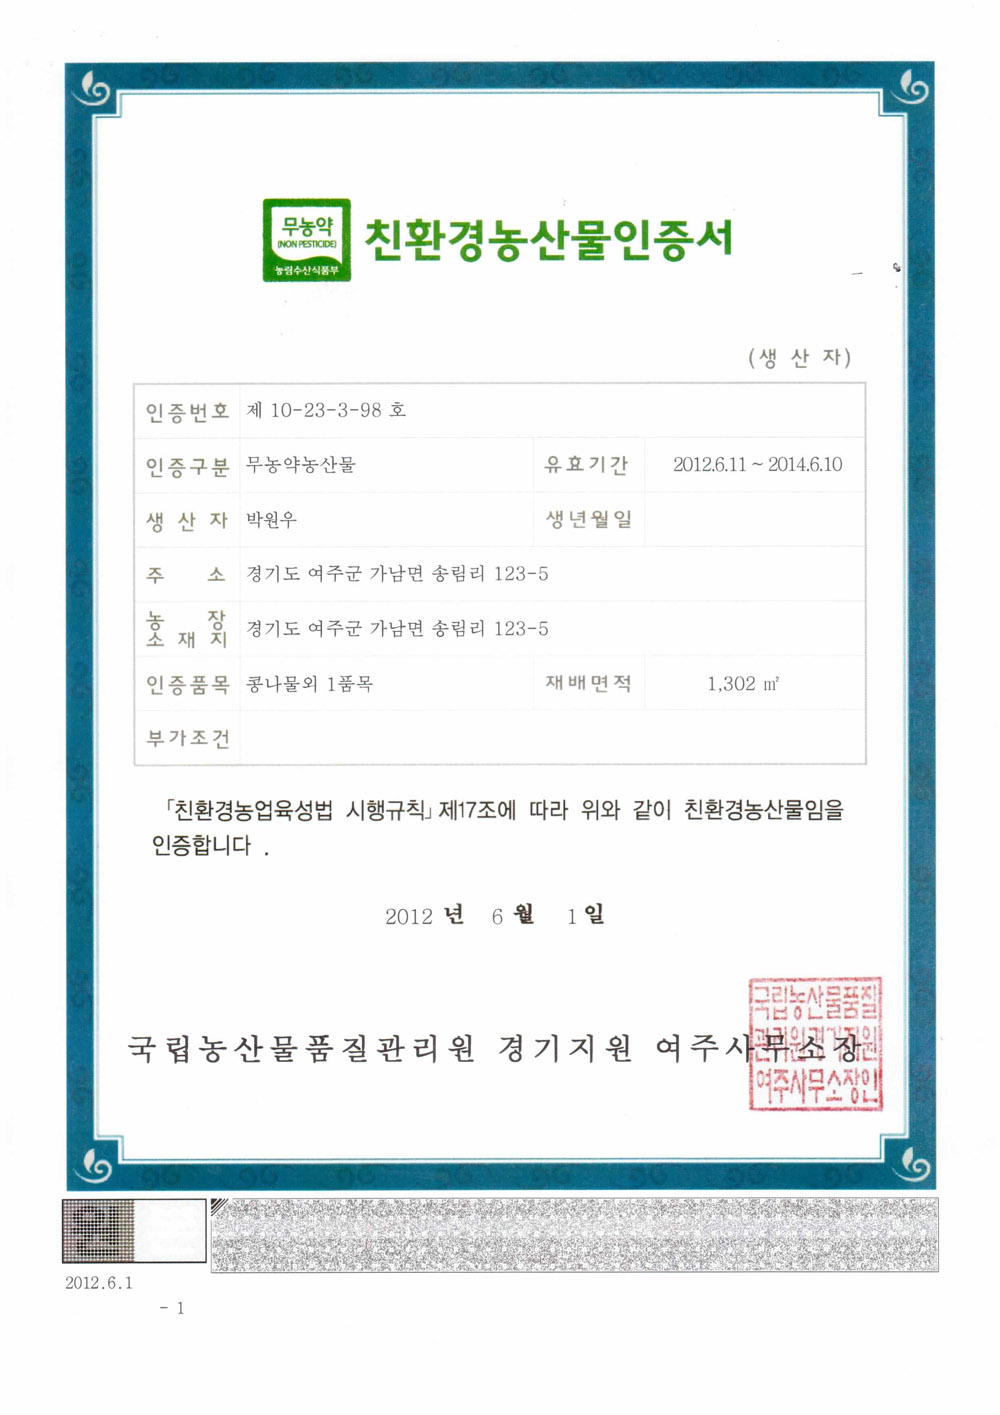 무농약
(NON PESTICIDE)
농림수산식품부
친환경농산물인증서
(생 산 자)
인증번호 제 10-23-3-98 호
인증구분 무농약농산물 유효기간 2012.6.11 ~ 2014.6.10
생 산 자 박원우 생년월일
주 소 경기도 여주군 가남면 송림리 123-5
농 장
소 재 지 경기도 여주군 가남면 송림리 123-5
인증품목 콩나물외 1품목 재배면적 1,302 ㎡
부가조건
「친환경농업육성법 시행규칙」제17조에 따라 위와 같이 친환경농산물임을
인증합니다 .
2012 년 6 월 1 일
국립농산물품질관리원 경기지원 여주사무소장
국립농산물품질
관리원경기지원
여주사무소장인
2012.6.1
- 1